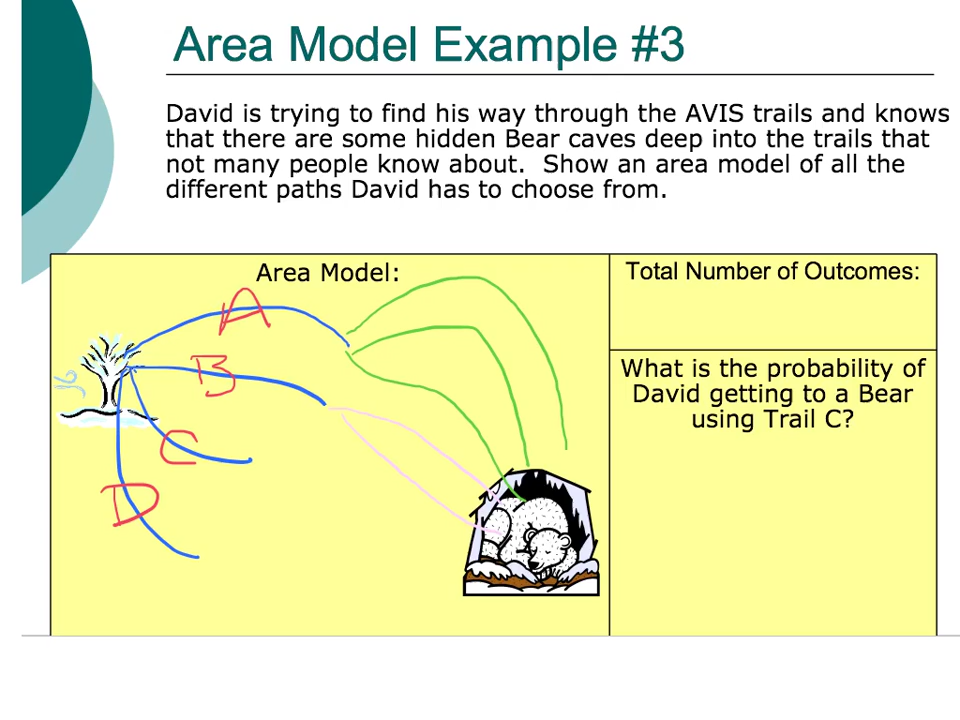 Area Model Example #3
David is trying to find his way through the AVIS trails and knows
that there are some hidden Bear caves deep into the trails that
not many people know about.  Show an area model of all the
different paths David has to choose from.
Area Model:
A
B
C
D
Total Number of Outcomes:
What is the probability of
David getting to a Bear
using Trail C?